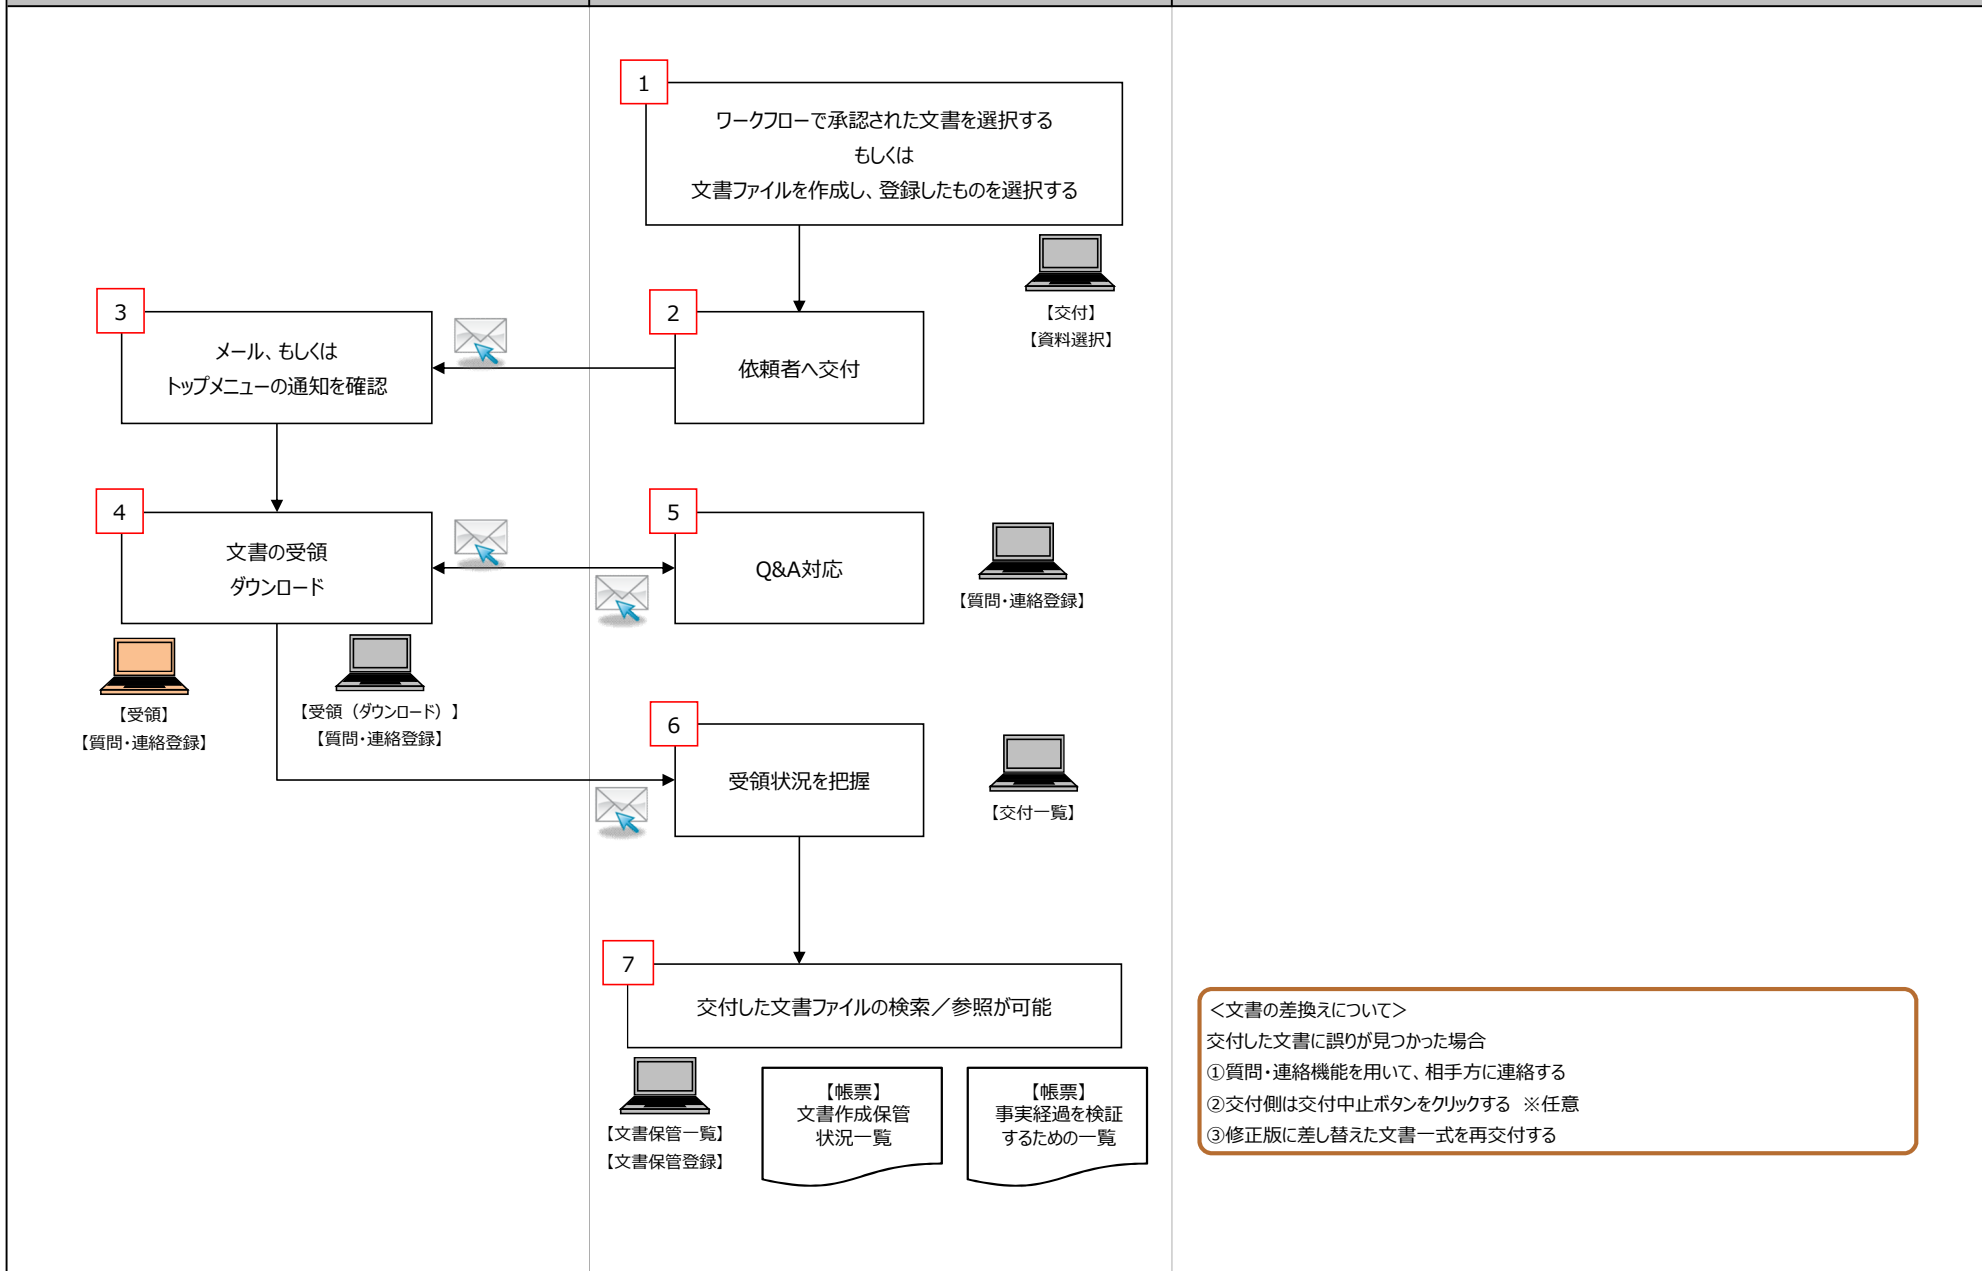 1
ワークフローで承認された文書を選択する
もしくは
文書ファイルを作成し、登録したものを選択する
【交付】
【資料選択】
2
依頼者へ交付
3
メール、もしくは
トップメニューの通知を確認
4
文書の受領
ダウンロード
【受領】
【質問・連絡登録】
【受領（ダウンロード）】
【質問・連絡登録】
5
Q&A対応
【質問・連絡登録】
6
受領状況を把握
【交付一覧】
7
交付した文書ファイルの検索／参照が可能
【文書保管一覧】
【文書保管登録】
【帳票】
文書作成保管
状況一覧
【帳票】
事実経過を検証
するための一覧
＜文書の差換えについて＞
交付した文書に誤りが見つかった場合
①質問・連絡機能を用いて、相手方に連絡する
②交付側は交付中止ボタンをクリックする ※任意
③修正版に差し替えた文書一式を再交付する